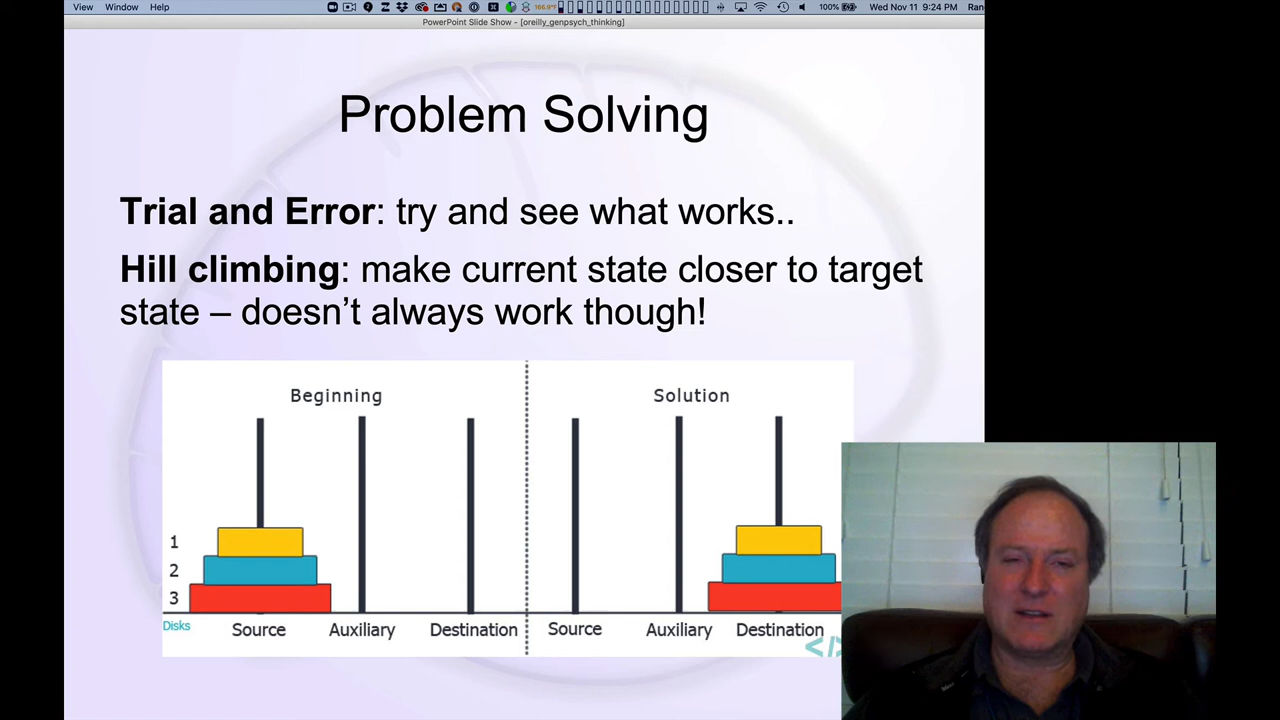 View Window Help
100%
Wed Nov 11 9:24 PM Ran
PowerPoint Slide Show - [oreilly_genpsych_thinking]
Problem Solving
Trial and Error: try and see what works..
Hill climbing: make current state closer to target
state – doesn't always work though!
Beginning
Solution
1
2
3
Disks
Source Auxiliary Destination
Source Auxiliary Destination
</